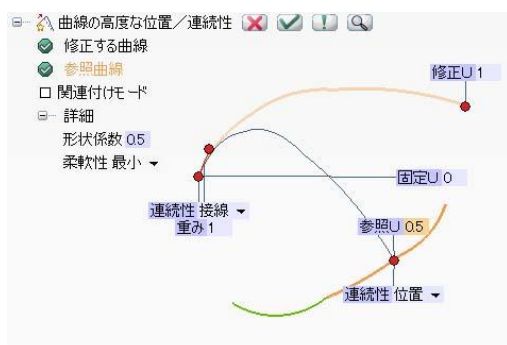 曲線の高度な位置／連続性
修正する曲線
参照曲線
関連付けモード
詳細
形状係数 0.5
柔軟性 最小
修正U 1
固定U 0
連続性 接線
重み 1
参照U 0.5
連続性 位置